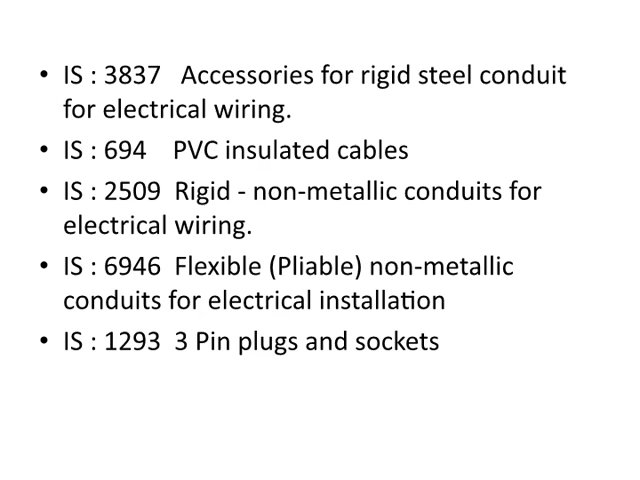 • IS : 3837   Accessories for rigid steel conduit
for electrical wiring.
• IS : 694    PVC insulated cables
• IS : 2509  Rigid - non-metallic conduits for
electrical wiring.
• IS : 6946  Flexible (Pliable) non-metallic
conduits for electrical installation
• IS : 1293  3 Pin plugs and sockets